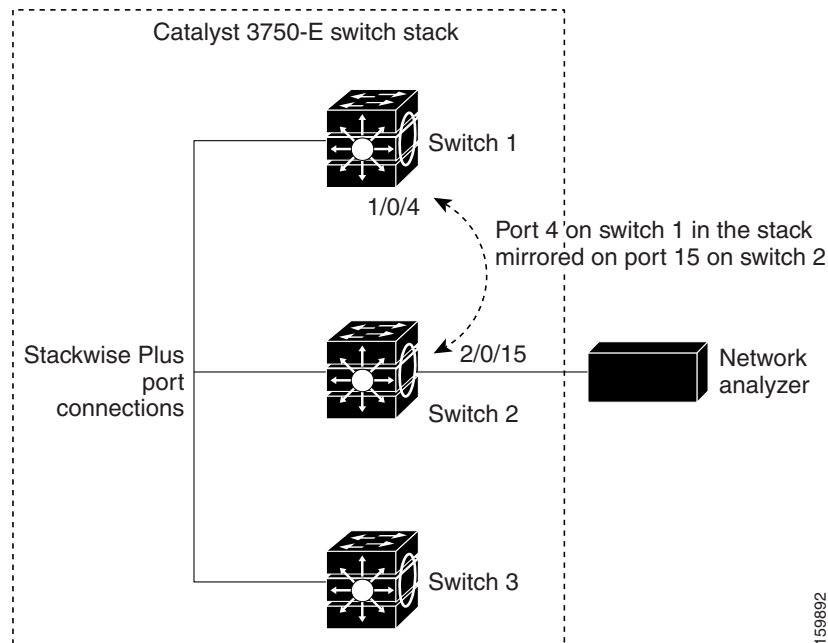 Catalyst 3750-E switch stack
Switch 1
1/0/4
Port 4 on switch 1 in the stack
mirrored on port 15 on switch 2
Stackwise Plus
port
connections
2/0/15
Switch 2
Network
analyzer
Switch 3
159892